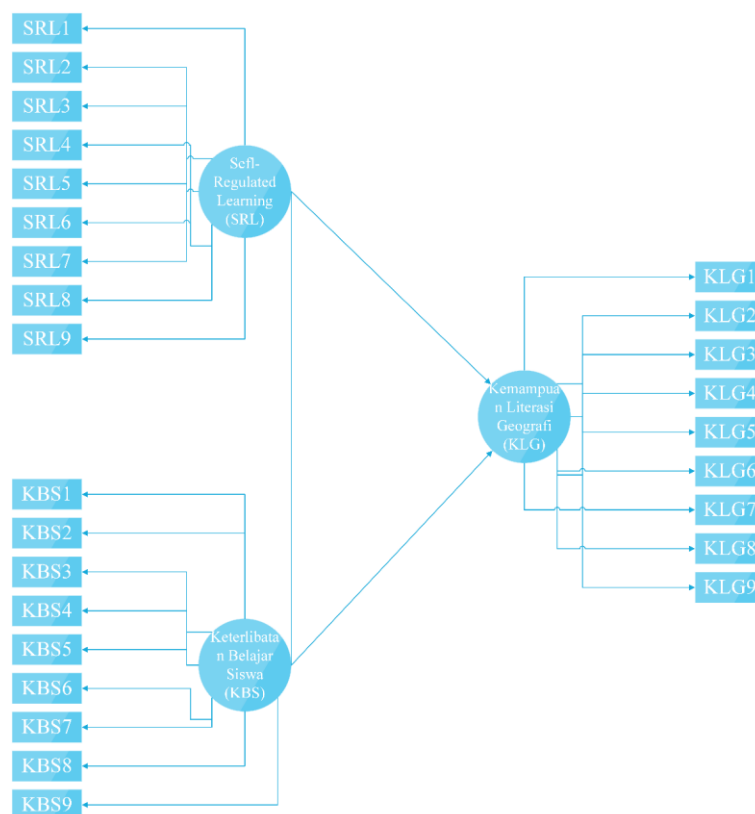 SRL1
SRL2
SRL3
SRL4
SRL5
SRL6
SRL7
SRL8
SRL9
Scfl-
Regulated
Learning
(SRL)
KLG1
KLG2
KLG3
KLG4
KLG5
KLG6
KLG7
KLG8
KLG9
Kemampua
n Literasi
Geografi
(KLG)
KBS1
KBS2
KBS3
KBS4
KBS5
KBS6
KBS7
KBS8
KBS9
Keterlibata
n Belajar
Siswa
(KBS)